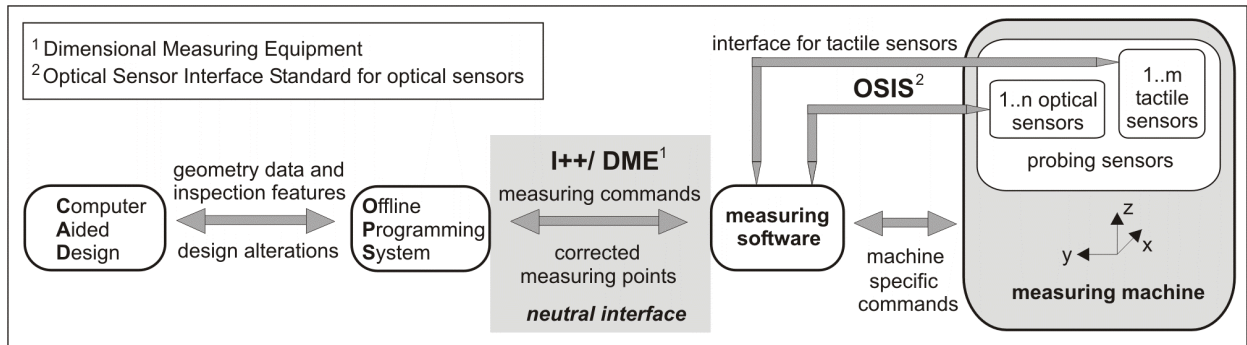 ¹ Dimensional Measuring Equipment
² Optical Sensor Interface Standard for optical sensors
Computer
Aided
Design
geometry data and
inspection features
design alterations
Offline
Programming
System
I++/ DME¹
measuring commands
corrected
measuring points
neutral interface
measuring
software
interface for tactile sensors
OSIS²
machine
specific
commands
1..n optical
sensors
1..m
tactile
sensors
probing sensors
z
x
y
measuring machine